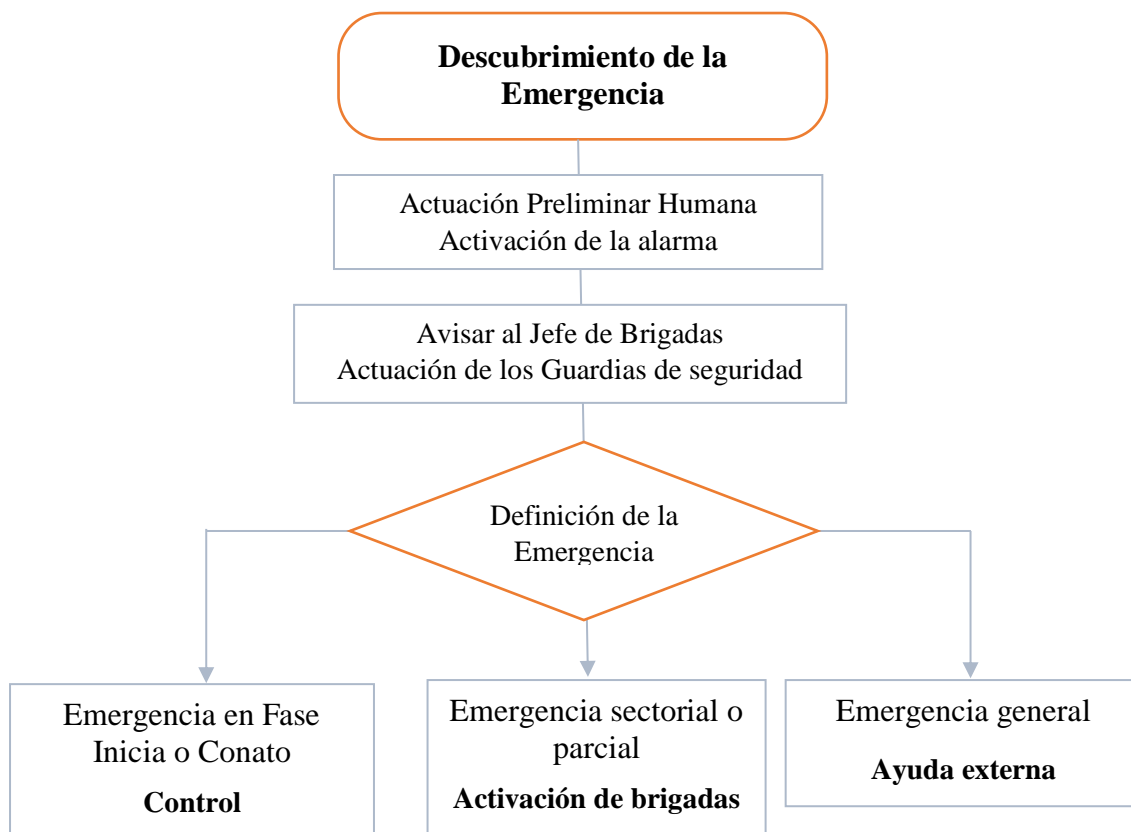 Descubrimiento de la
Emergencia
Actuación Preliminar Humana
Activación de la alarma
Avisar al Jefe de Brigadas
Actuación de los Guardias de seguridad
Definición de la
Emergencia
Emergencia en Fase
Inicia o Conato
Control
Emergencia sectorial o
parcial
Activación de brigadas
Emergencia general
Ayuda externa